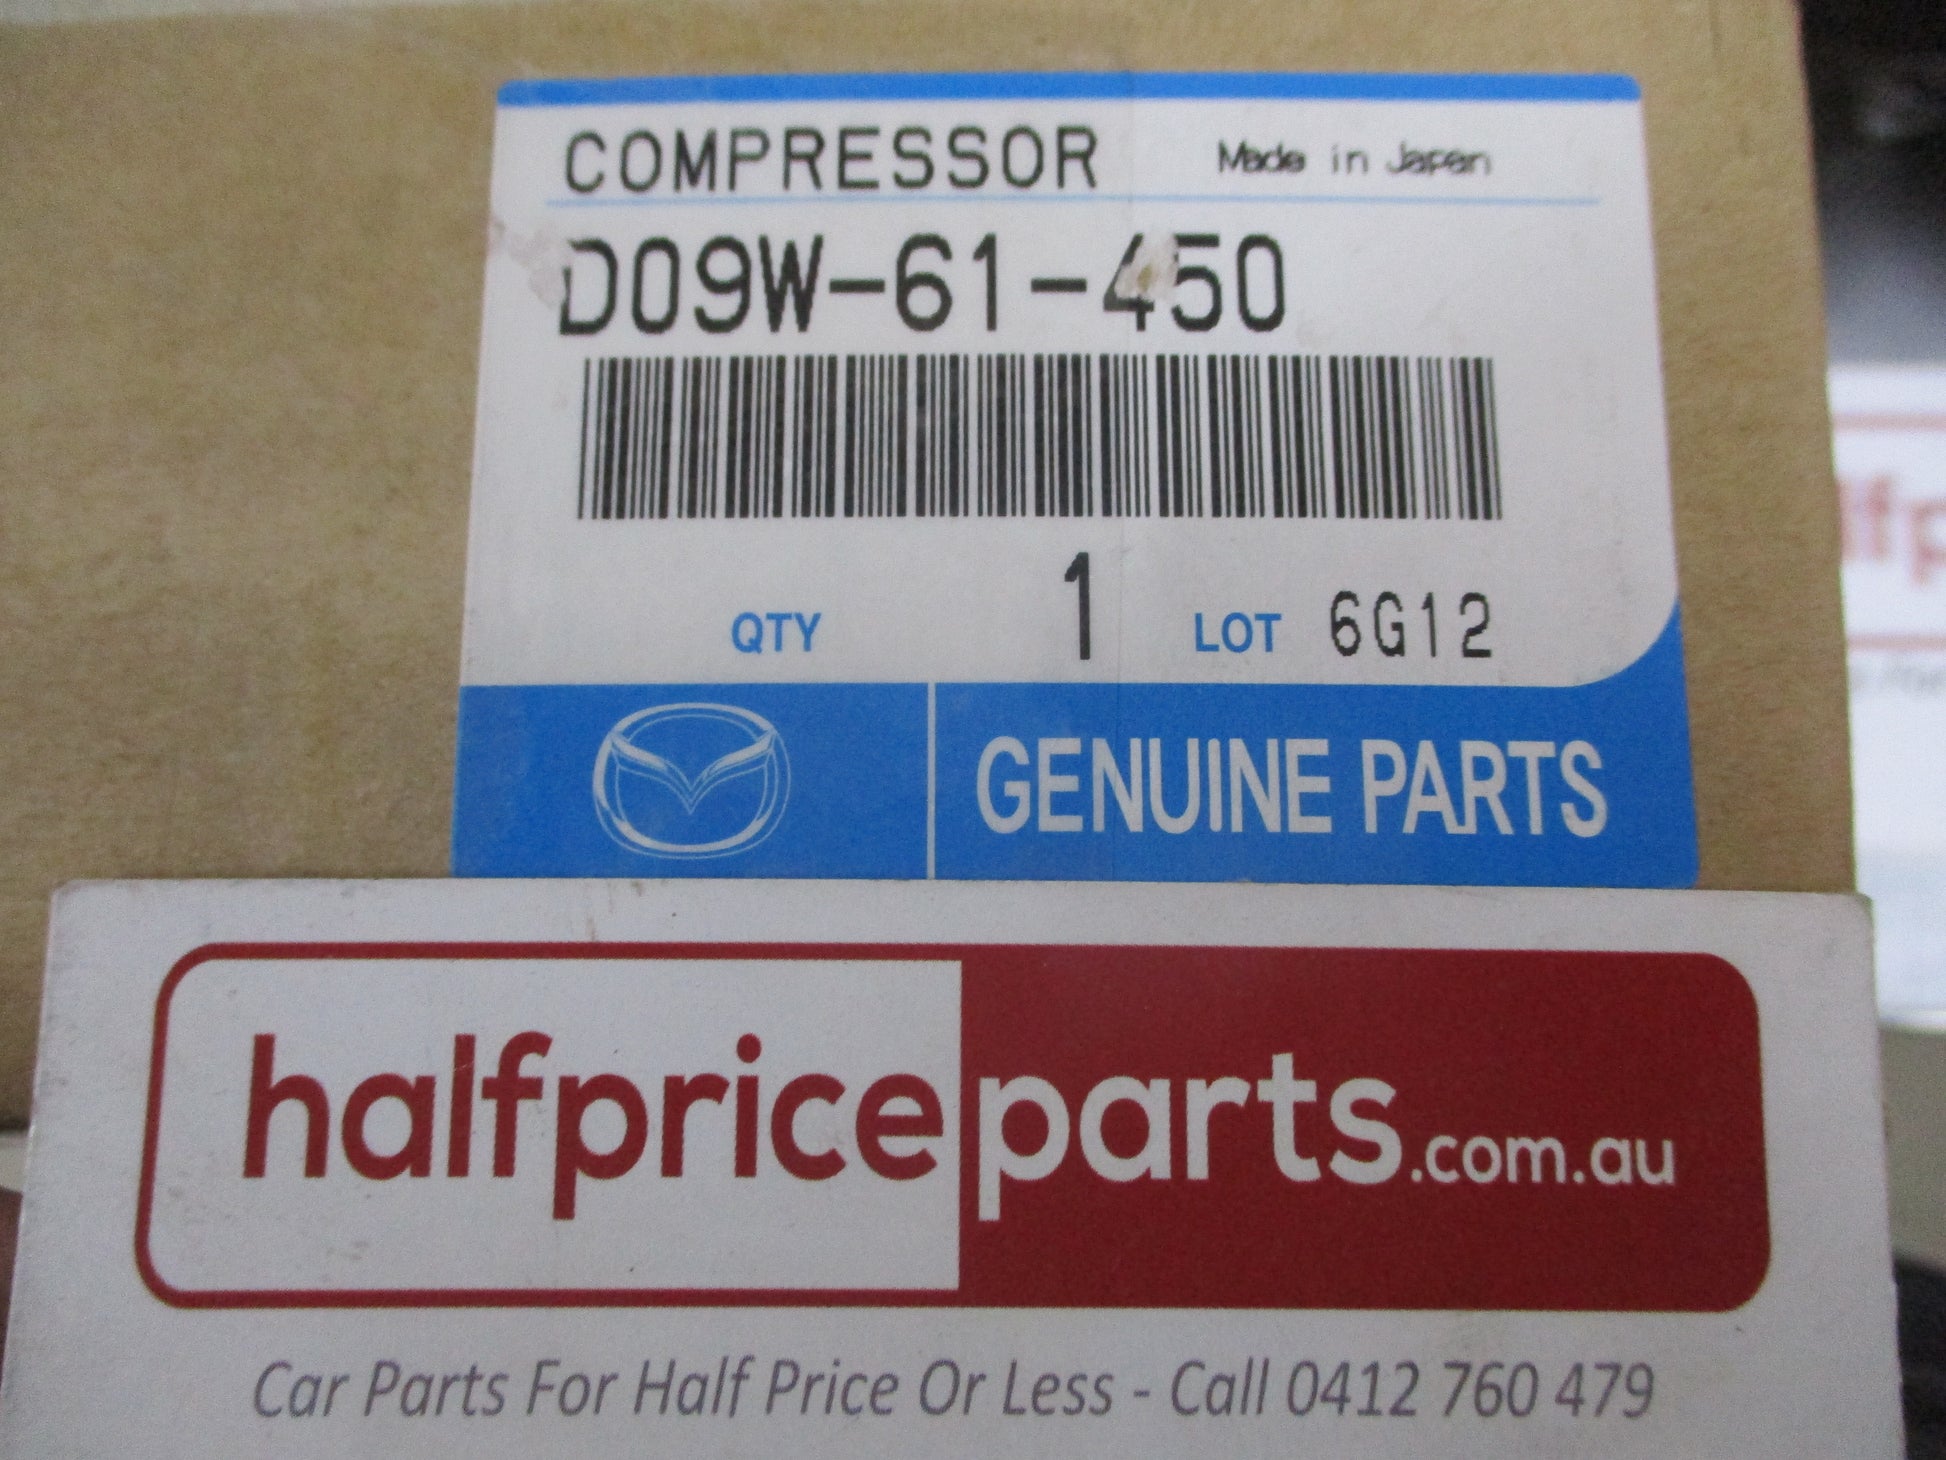 COMPRESSOR Made in Japan
D09W-61-450
QTY 1 LOT 6G12
GENUINE PARTS
halfpriceparts.com.au
Car Parts For Half Price Or Less - Call 0412 760 479
lfp